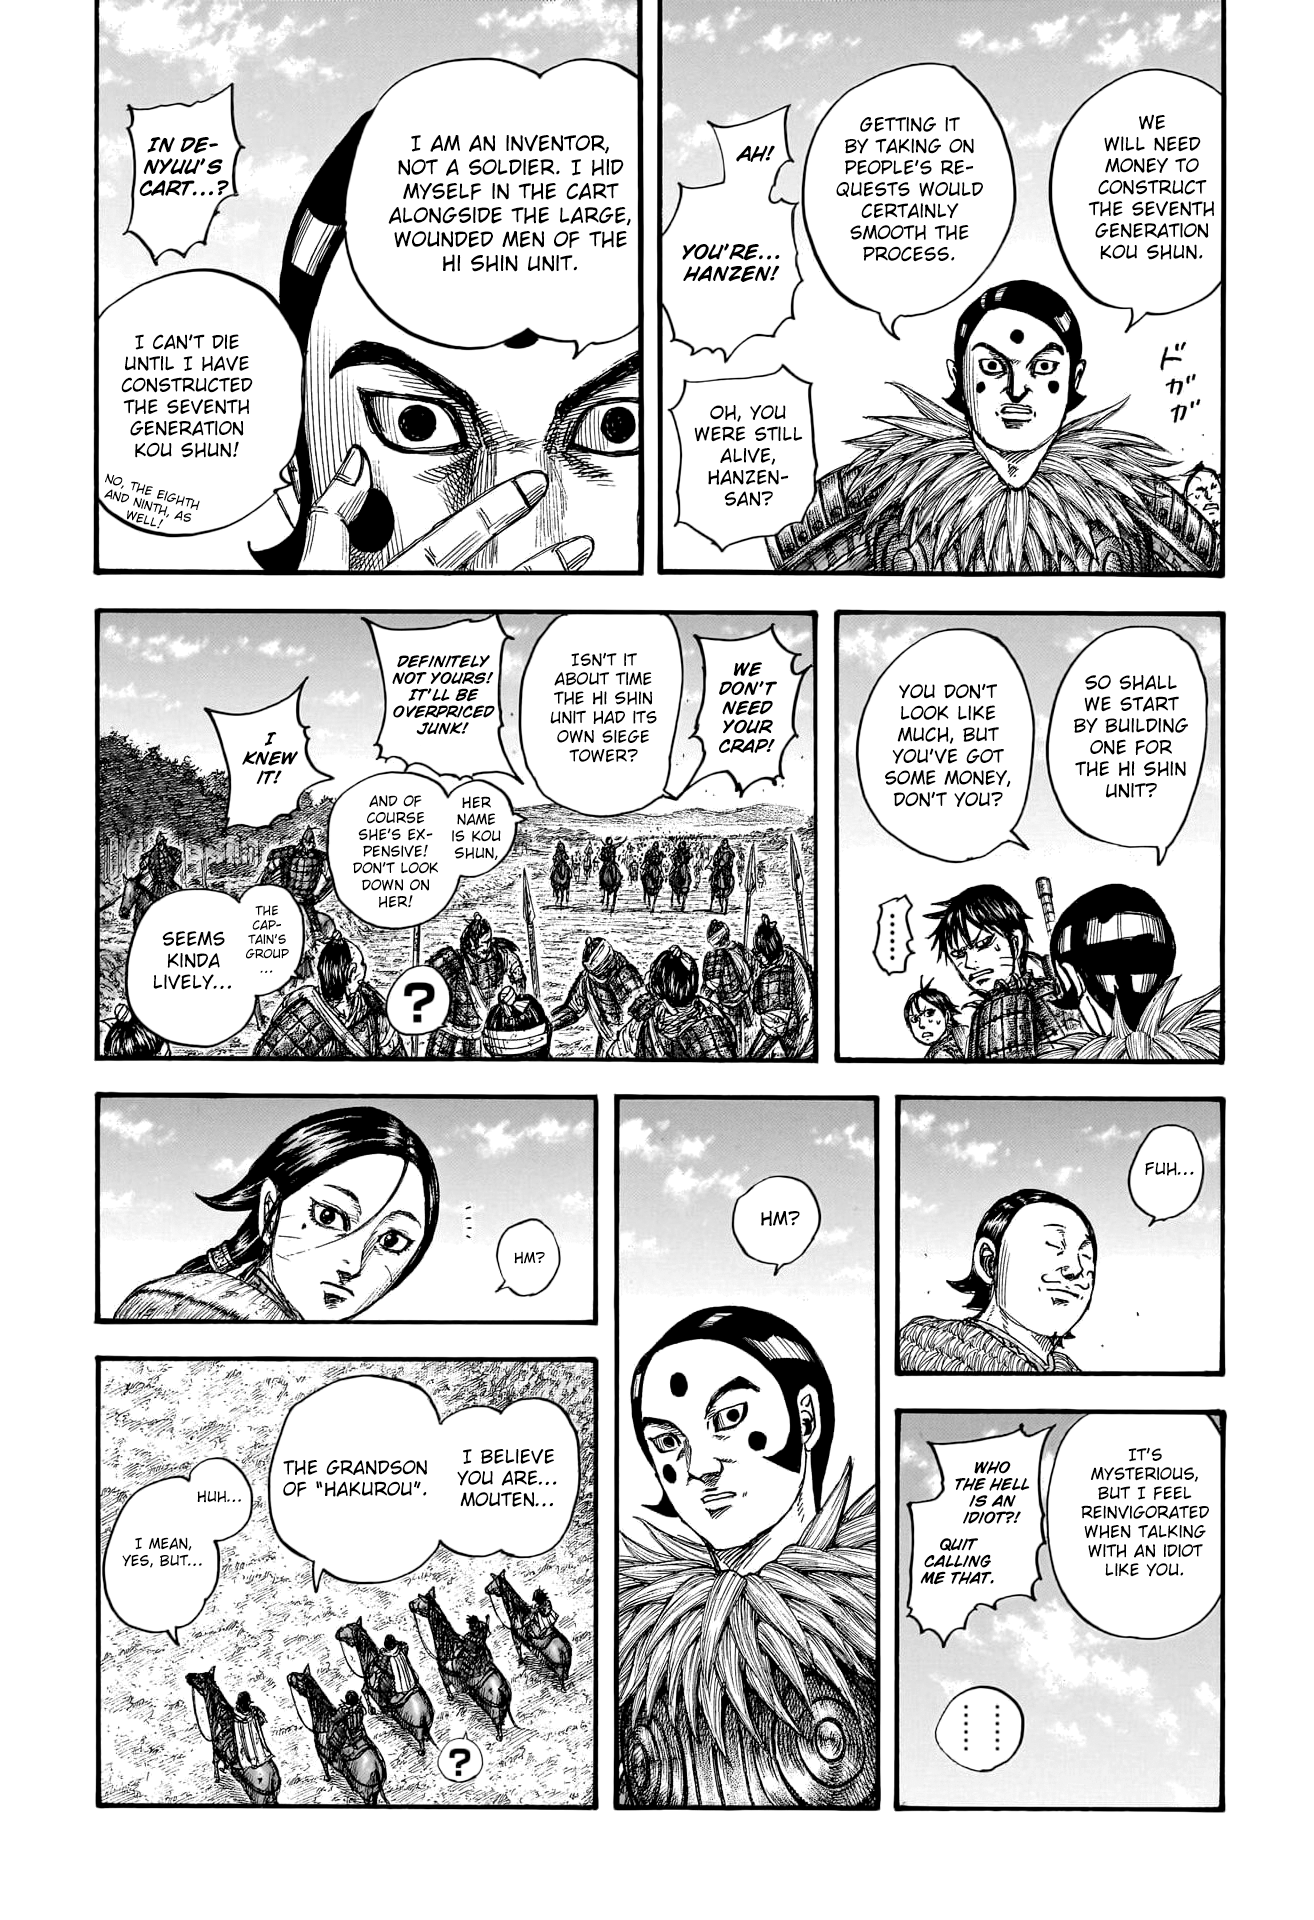 WE
WILL NEED
MONEY TO
CONSTRUCT
THE SEVENTH
GENERATION
KOU SHUN.
GETTING IT
BY TAKING ON
PEOPLE'S RE-
QUESTS WOULD
CERTAINLY
SMOOTH THE
PROCESS.
ドガガ
AH!
YOU'RE...
HANZEN!
OH, YOU
WERE STILL
ALIVE,
HANZEN-
SAN?
I AM AN INVENTOR,
NOT A SOLDIER. I HID
MYSELF IN THE CART
ALONGSIDE THE LARGE,
WOUNDED MEN OF THE
HI SHIN UNIT.
IN DE-
NYUU'S
CART...?
I CAN'T DIE
UNTIL I HAVE
CONSTRUCTED
THE SEVENTH
GENERATION
KOU SHUN!
NO, THE EIGHTH
AND NINTH, AS
WELL!
SO SHALL
WE START
BY BUILDING
ONE FOR
THE HI SHIN
UNIT?
YOU DON'T
LOOK LIKE
MUCH, BUT
YOU'VE GOT
SOME MONEY,
DON'T YOU?
......
WE
DON'T
NEED
YOUR
CRAP!
ISN'T IT
ABOUT TIME
THE HI SHIN
UNIT HAD ITS
OWN SIEGE
TOWER?
DEFINITELY
NOT YOURS!
IT'LL BE
OVERPRICED
JUNK!
HER
NAME
IS KOU
SHUN,
AND OF
COURSE
SHE'S EX-
PENSIVE!
DON'T LOOK
DOWN ON
HER!
I
KNEW
IT!
THE
CAP-
TAIN'S
GROUP
...
SEEMS
KINDA
LIVELY...
?
FUH...
IT'S
MYSTERIOUS,
BUT I FEEL
REINVIGORATED
WHEN TALKING
WITH AN IDIOT
LIKE YOU.
WHO
THE HELL
IS AN
IDIOT?!
QUIT
CALLING
ME THAT.
......
......
HM?
HM?
I BELIEVE
YOU ARE...
MOUTEN...
THE GRANDSON
OF "HAKUROU".
HUH...
I MEAN,
YES, BUT...
?